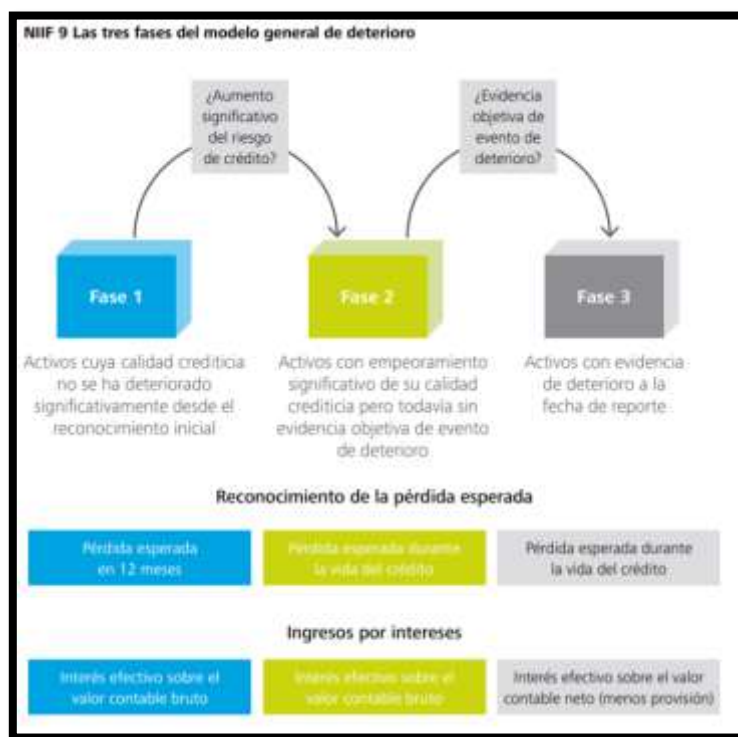 NIIF 9 Las tres fases del modelo general de deterioro
¿Aumento
significativo
del riesgo
de crédito?
¿Evidencia
objetiva de
evento de
deterioro?
Fase 1
Fase 2
Fase 3
Activos cuya calidad crediticia
no se ha deteriorado
significativamente desde el
reconocimiento inicial
Activos con empeoramiento
significativo de su calidad
crediticia pero todavía sin
evidencia objetiva de evento
de deterioro
Activos con evidencia
de deterioro a la
fecha de reporte
Reconocimiento de la pérdida esperada
Pérdida esperada
en 12 meses
Pérdida esperada durante
la vida del crédito
Pérdida esperada durante
la vida del crédito
Ingresos por intereses
Interés efectivo sobre el
valor contable bruto
Interés efectivo sobre el
valor contable bruto
Interés efectivo sobre el valor
contable neto (menos provisión)